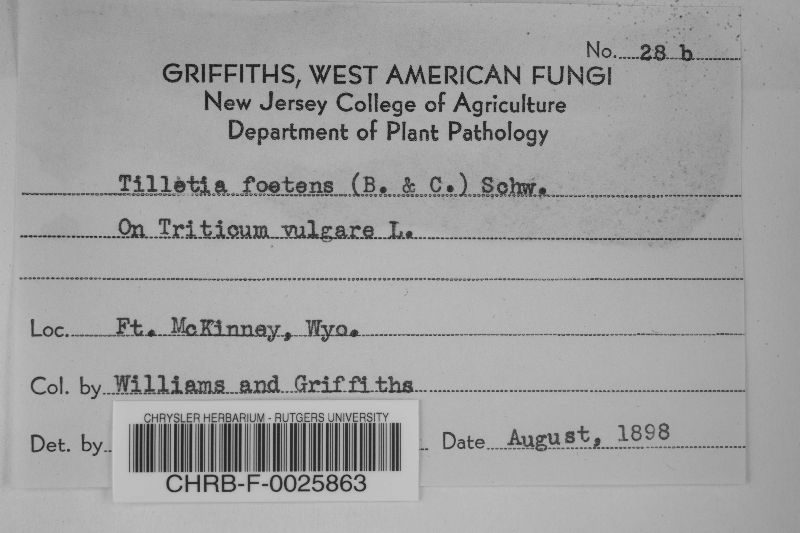 No. 28 b
GRIFFITHS, WEST AMERICAN FUNGI
New Jersey College of Agriculture
Department of Plant Pathology
Tilletia foetens (B. & C.) Schw.
On Triticum vulgare L.
Loc. Ft. McKinney, Wyo.
Col. by Williams and Griffiths
Det. by Date August, 1898
CHRYSLER HERBARIUM - RUTGERS UNIVERSITY
CHRB-F-0025863